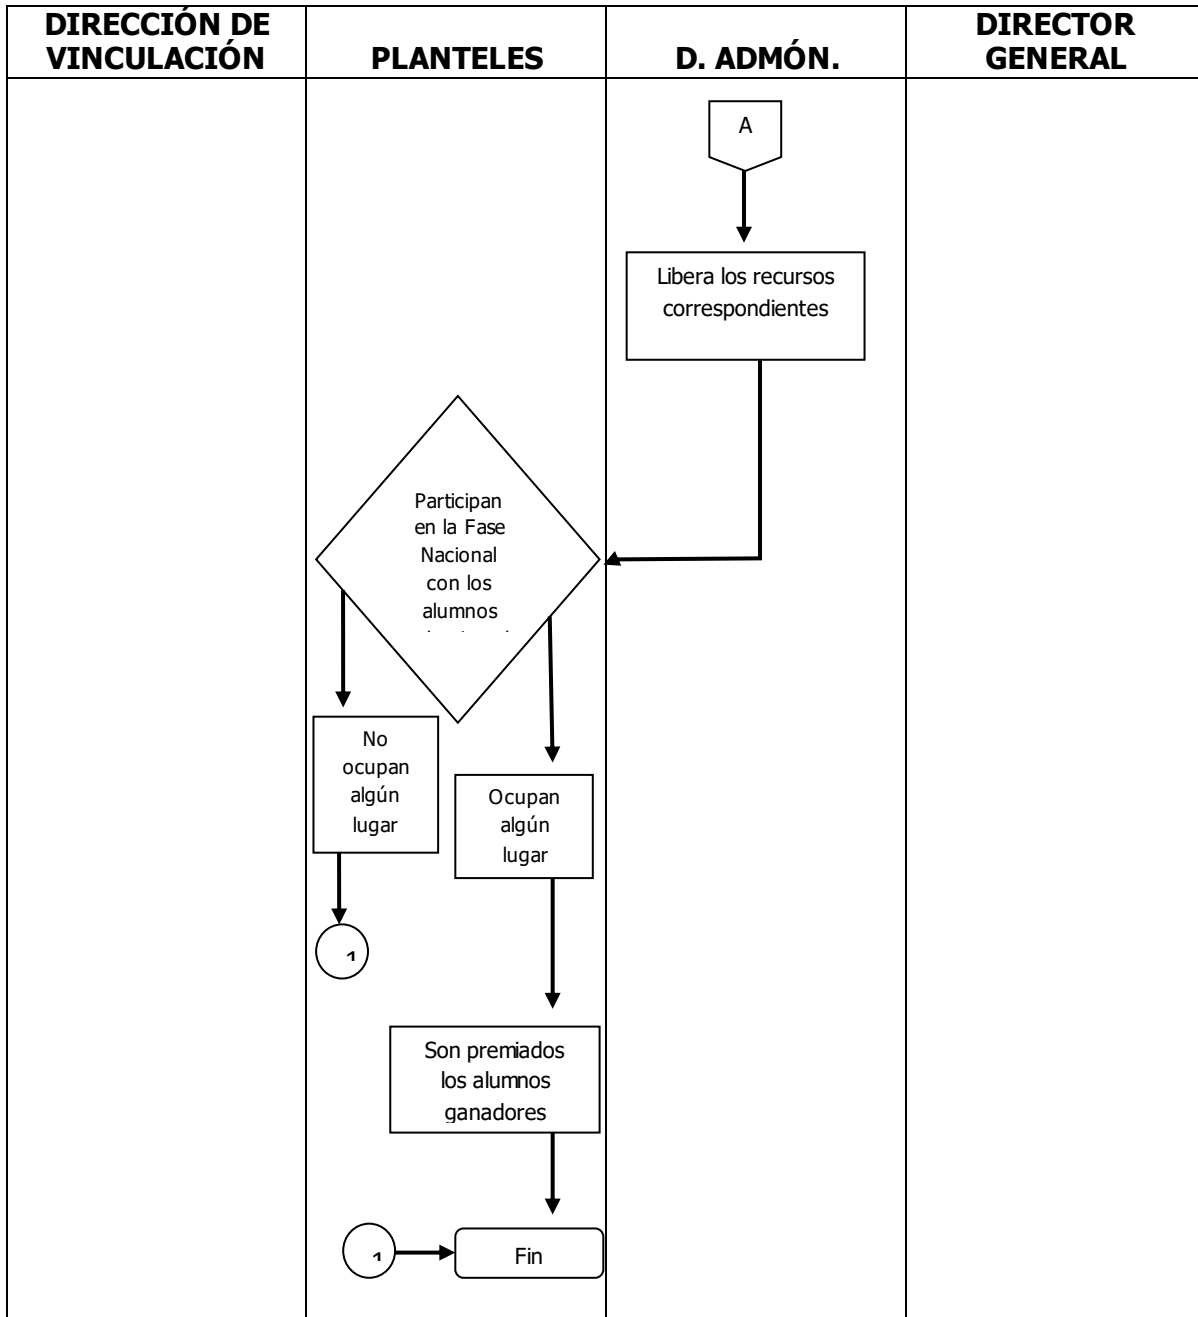 DIRECCIÓN DE
VINCULACIÓN
PLANTELES
D. ADMÓN.
DIRECTOR
GENERAL
A
Libera los recursos
correspondientes
Participan
en la Fase
Nacional
con los
alumnos
No
ocupan
algún
lugar
Ocupan
algún
lugar
1
Son premiados
los alumnos
ganadores
1
Fin